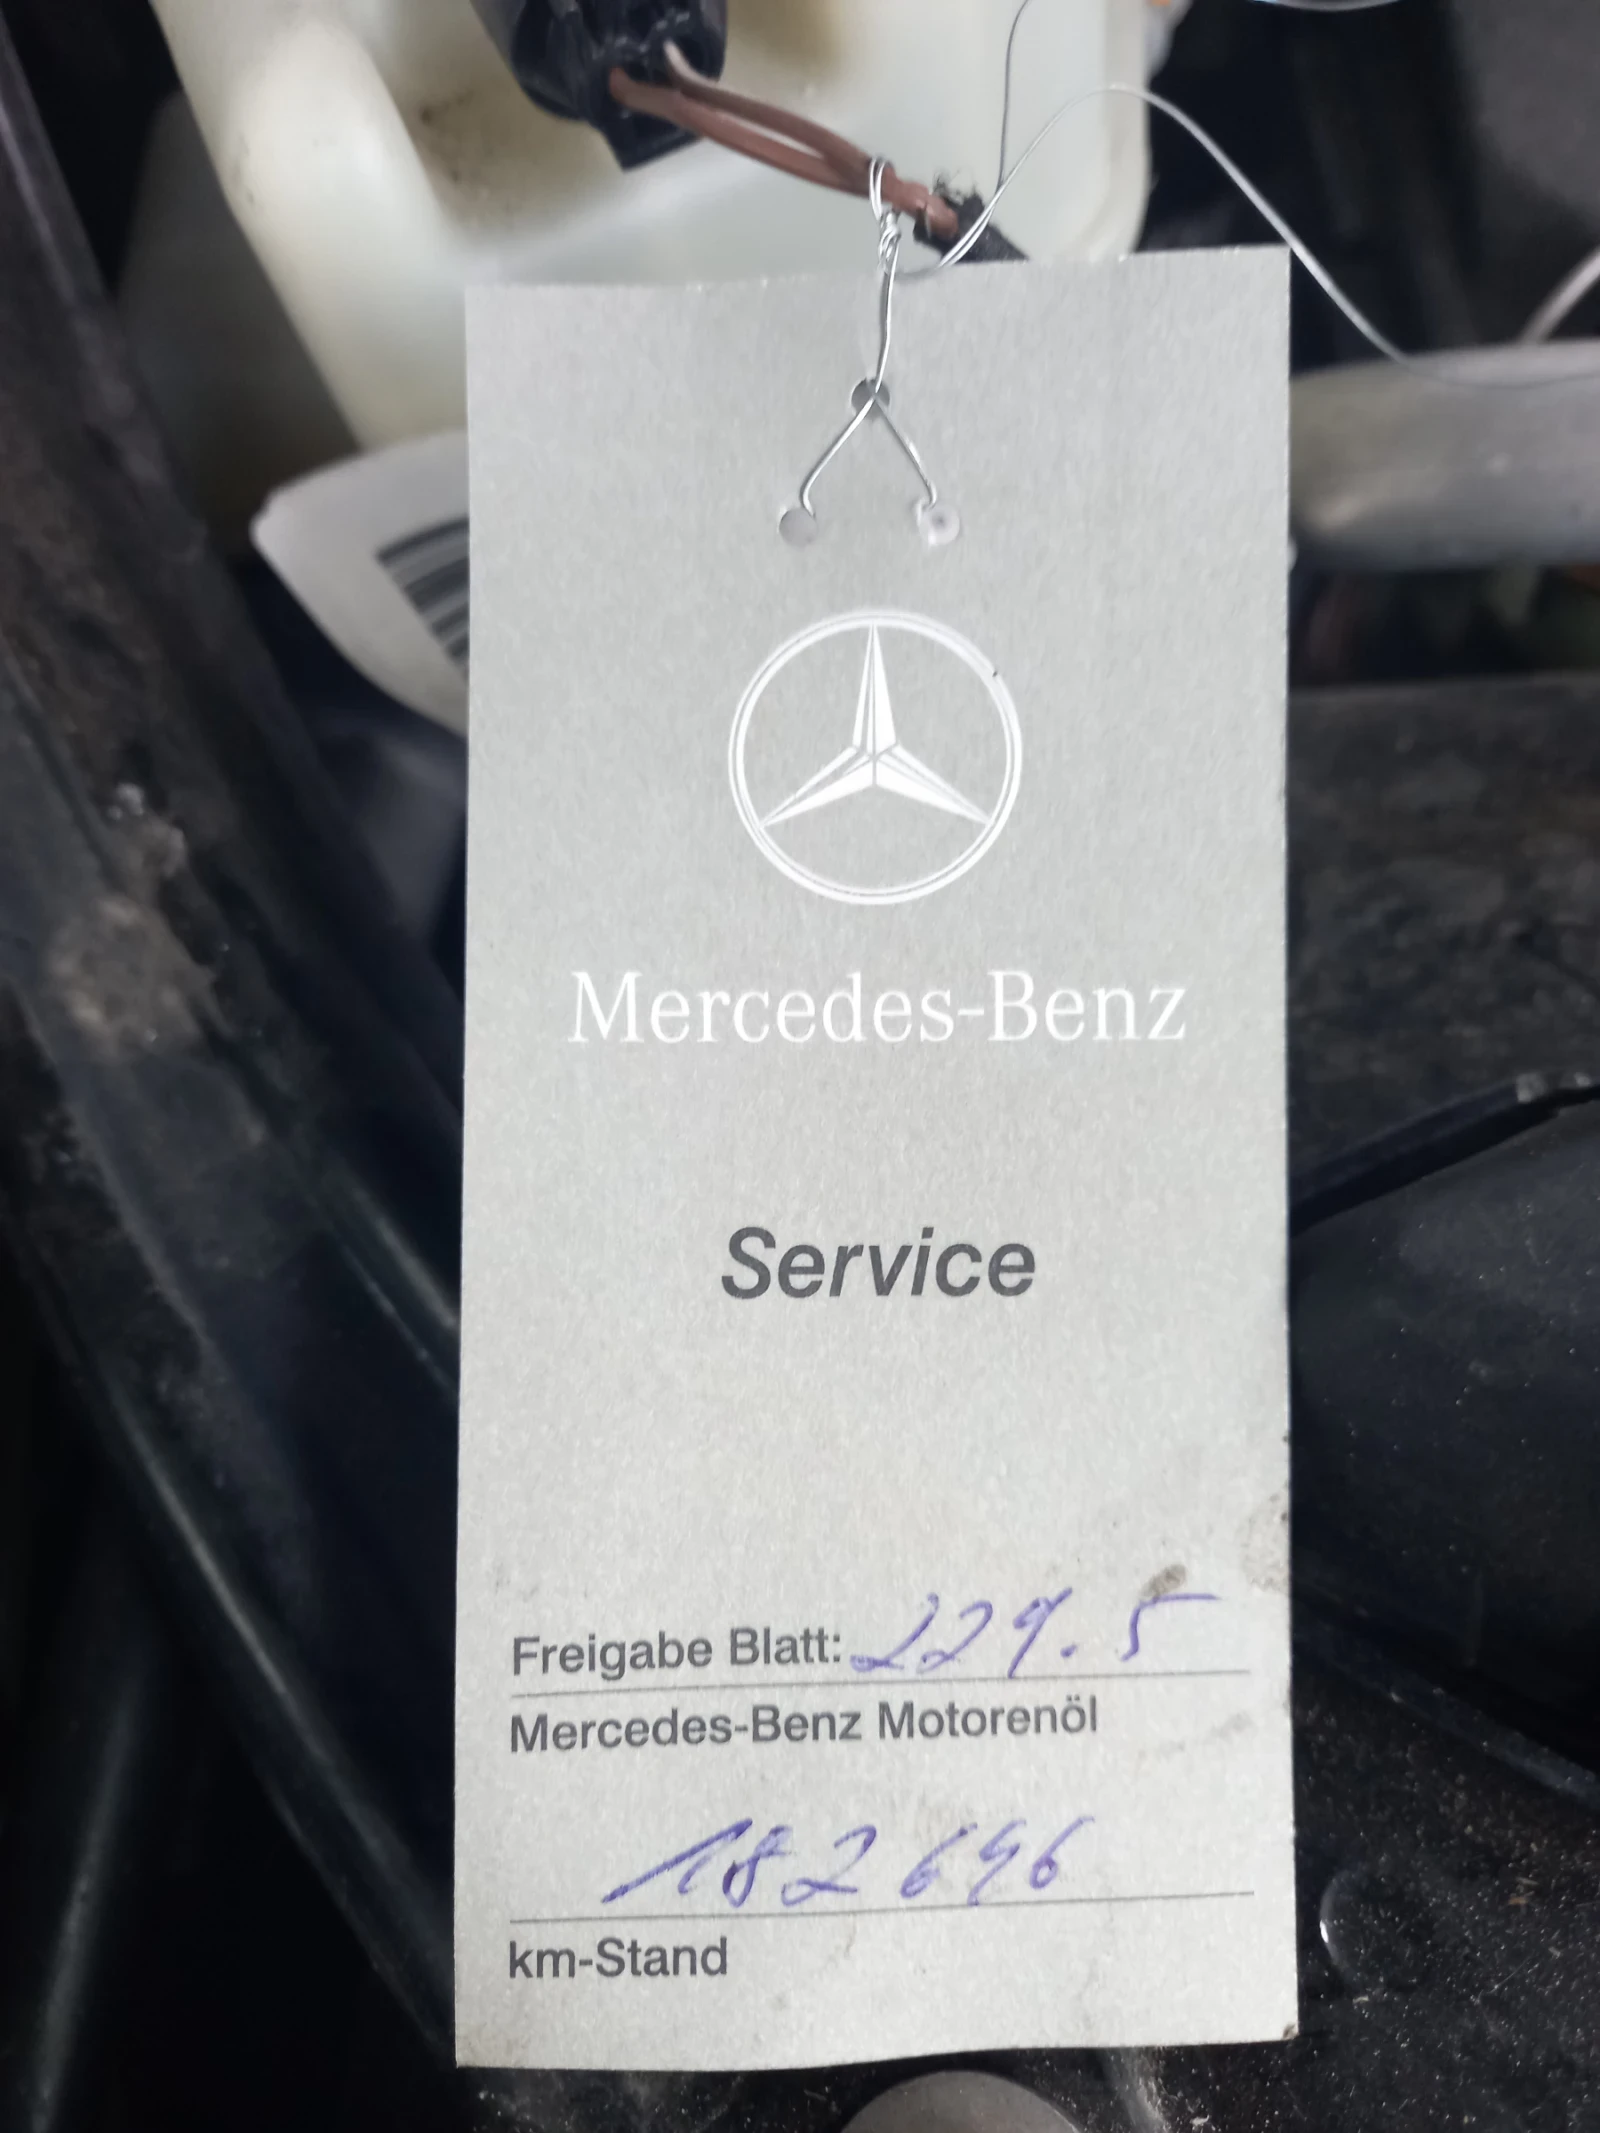 Mercedes-Benz
Service
Freigabe Blatt: 229.5
Mercedes-Benz Motorenöl
182646
km-Stand